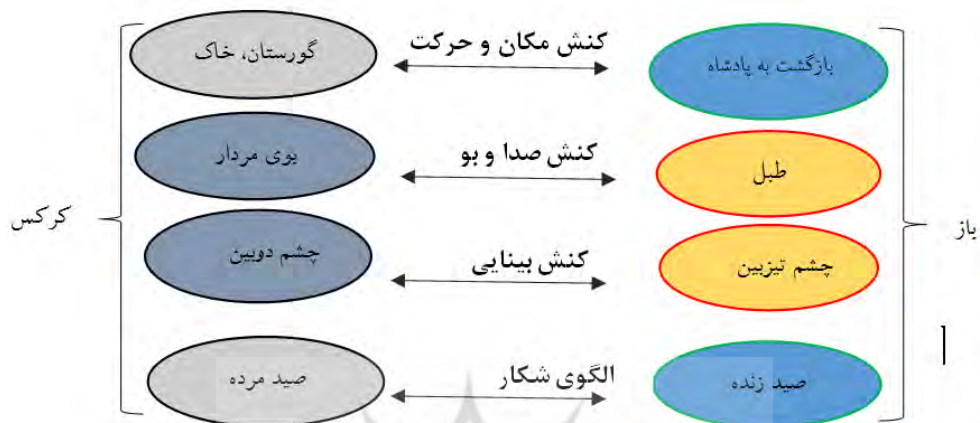 باز
بازگشت به پادشاه
کنش مکان و حرکت
گورستان، خاک
طبل
کنش صدا و بو
بوی مردار
چشم تیزبین
کنش بینایی
چشم دوبین
صید زنده
الگوی شکار
صید مرده
کرکس